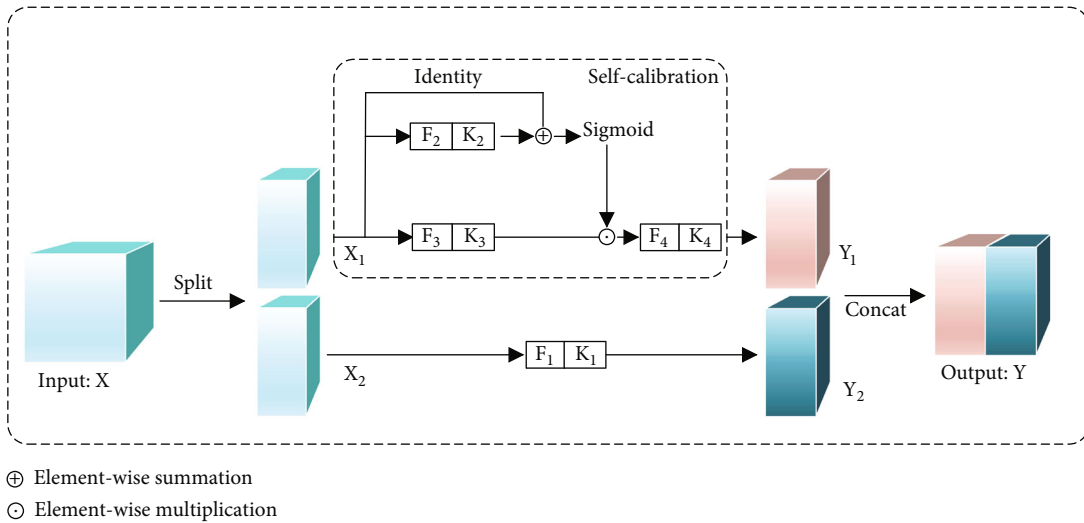 Identity
Self-calibration
F2 K2
⊕
Sigmoid
X1
F3 K3
⊙
F4 K4
Y1
Split
Concat
Input: X
X2
F1 K1
Y2
Output: Y
⊕ Element-wise summation
⊙ Element-wise multiplication